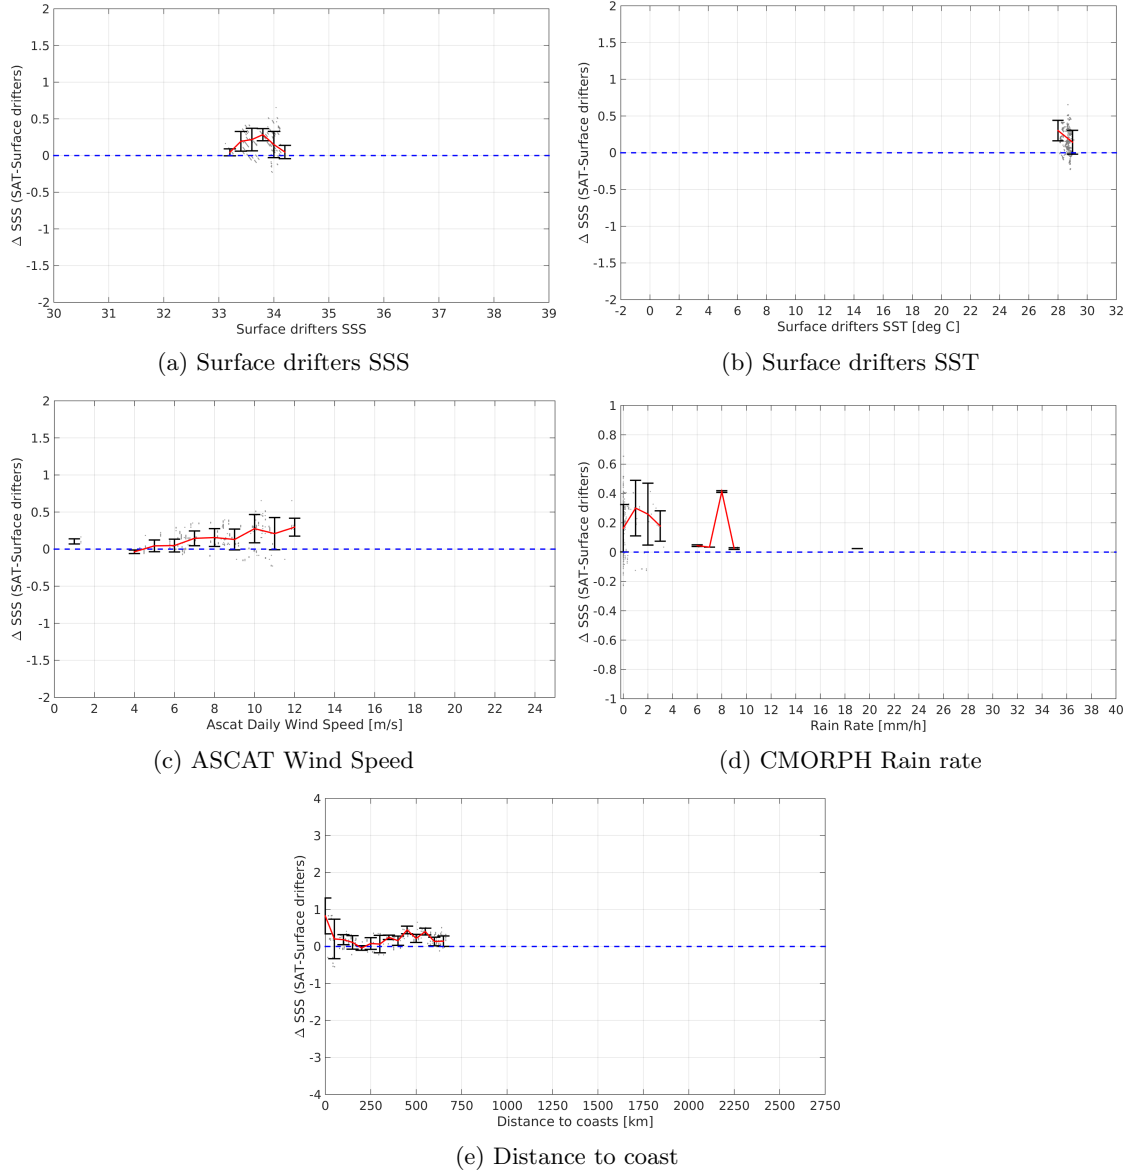 2
1.5
1
0.5
0
-0.5
-1
-1.5
-2
Δ SSS (SAT-Surface drifters)
30 31 32 33 34 35 36 37 38 39
Surface drifters SSS
(a) Surface drifters SSS
2
1.5
1
0.5
0
-0.5
-1
-1.5
-2
Δ SSS (SAT-Surface drifters)
-2 0 2 4 6 8 10 12 14 16 18 20 22 24 26 28 30 32
Surface drifters SST [deg C]
(b) Surface drifters SST
2
1.5
1
0.5
0
-0.5
-1
-1.5
-2
Δ SSS (SAT-Surface drifters)
0 2 4 6 8 10 12 14 16 18 20 22 24
Ascat Daily Wind Speed [m/s]
(c) ASCAT Wind Speed
1
0.8
0.6
0.4
0.2
0
-0.2
-0.4
-0.6
-0.8
-1
Δ SSS (SAT-Surface drifters)
0 2 4 6 8 10 12 14 16 18 20 22 24 26 28 30 32 34 36 38 40
Rain Rate [mm/h]
(d) CMORPH Rain rate
4
3
2
1
0
-1
-2
-3
-4
Δ SSS (SAT-Surface drifters)
0 250 500 750 1000 1250 1500 1750 2000 2250 2500 2750
Distance to coasts [km]
(e) Distance to coast